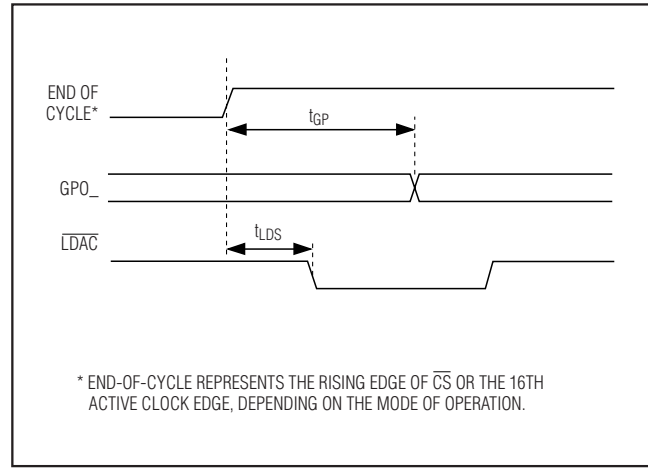 END OF
CYCLE*
tGP
GPO_
LDAC
tLDS
* END-OF-CYCLE REPRESENTS THE RISING EDGE OF CS OR THE 16TH
ACTIVE CLOCK EDGE, DEPENDING ON THE MODE OF OPERATION.